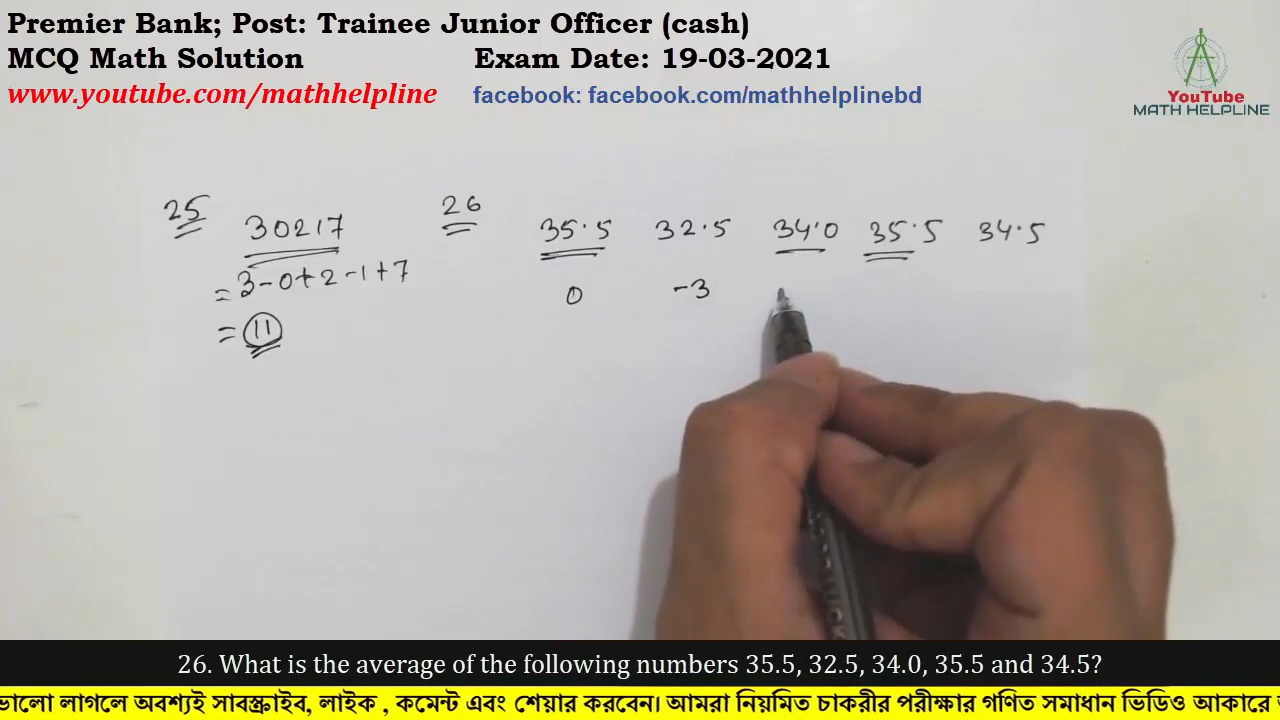 Premier Bank; Post: Trainee Junior Officer (cash)
MCQ Math Solution Exam Date: 19-03-2021
www.youtube.com/mathhelpline facebook: facebook.com/mathhelplinebd
YouTube
MATH HELPLINE
25 30217 26 35.5 32.5 34.0 35.5 34.5
= 3-0+2-1+7 0 -3
= 11
26. What is the average of the following numbers 35.5, 32.5, 34.0, 35.5 and 34.5?
ভালো লাগলে অবশ্যই সাবস্ক্রাইব, লাইক , কমেন্ট এবং শেয়ার করবেন। আমরা নিয়মিত চাকরীর পরীক্ষার গণিত সমাধান ভিডিও আকারে